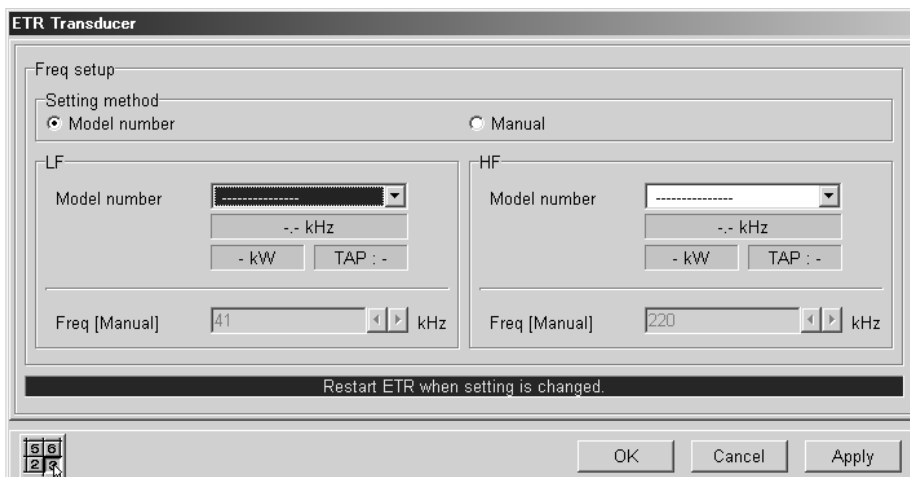 ETR Transducer
Freq setup
Setting method
Model number
Manual
LF
Model number
---------------
-.- kHz
- kW
TAP : -
Freq [Manual]
41
kHz
HF
Model number
---------------
-.- kHz
- kW
TAP : -
Freq [Manual]
220
kHz
Restart ETR when setting is changed.
5 6
2 3
OK
Cancel
Apply